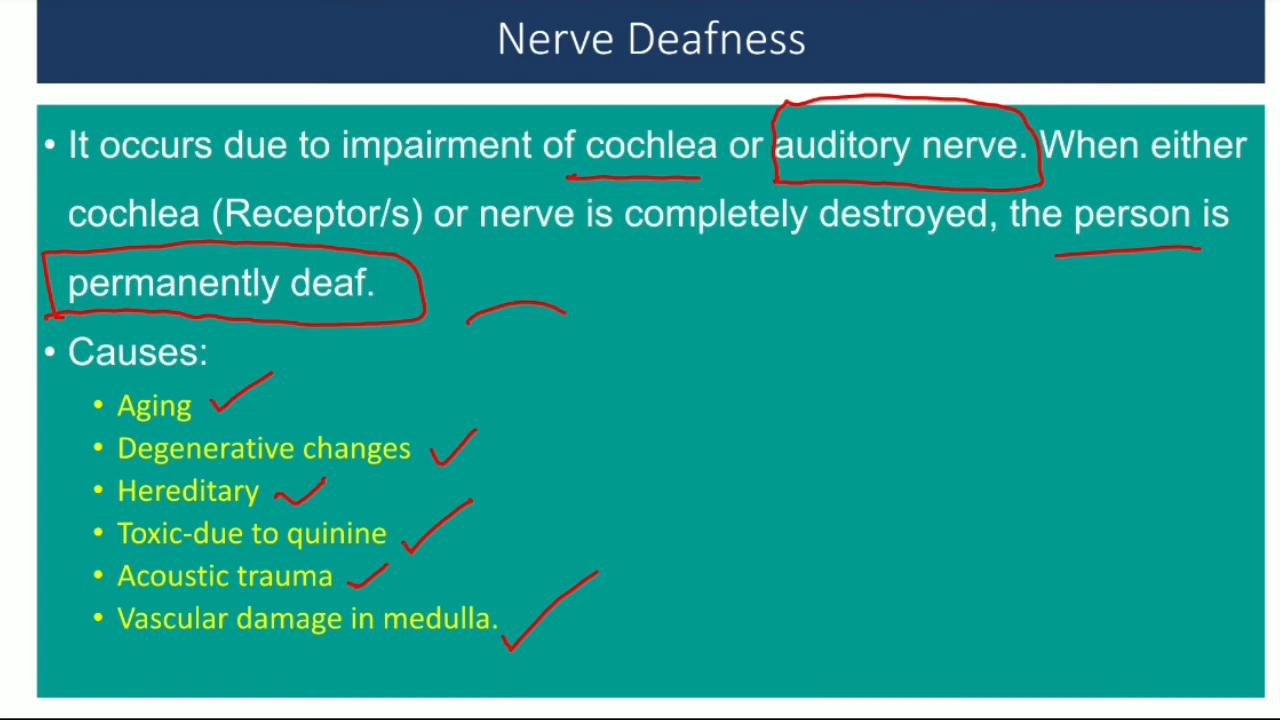 Nerve Deafness
• It occurs due to impairment of cochlea or auditory nerve. When either
cochlea (Receptor/s) or nerve is completely destroyed, the person is
permanently deaf.
• Causes:
• Aging
• Degenerative changes
• Hereditary
• Toxic-due to quinine
• Acoustic trauma
• Vascular damage in medulla.